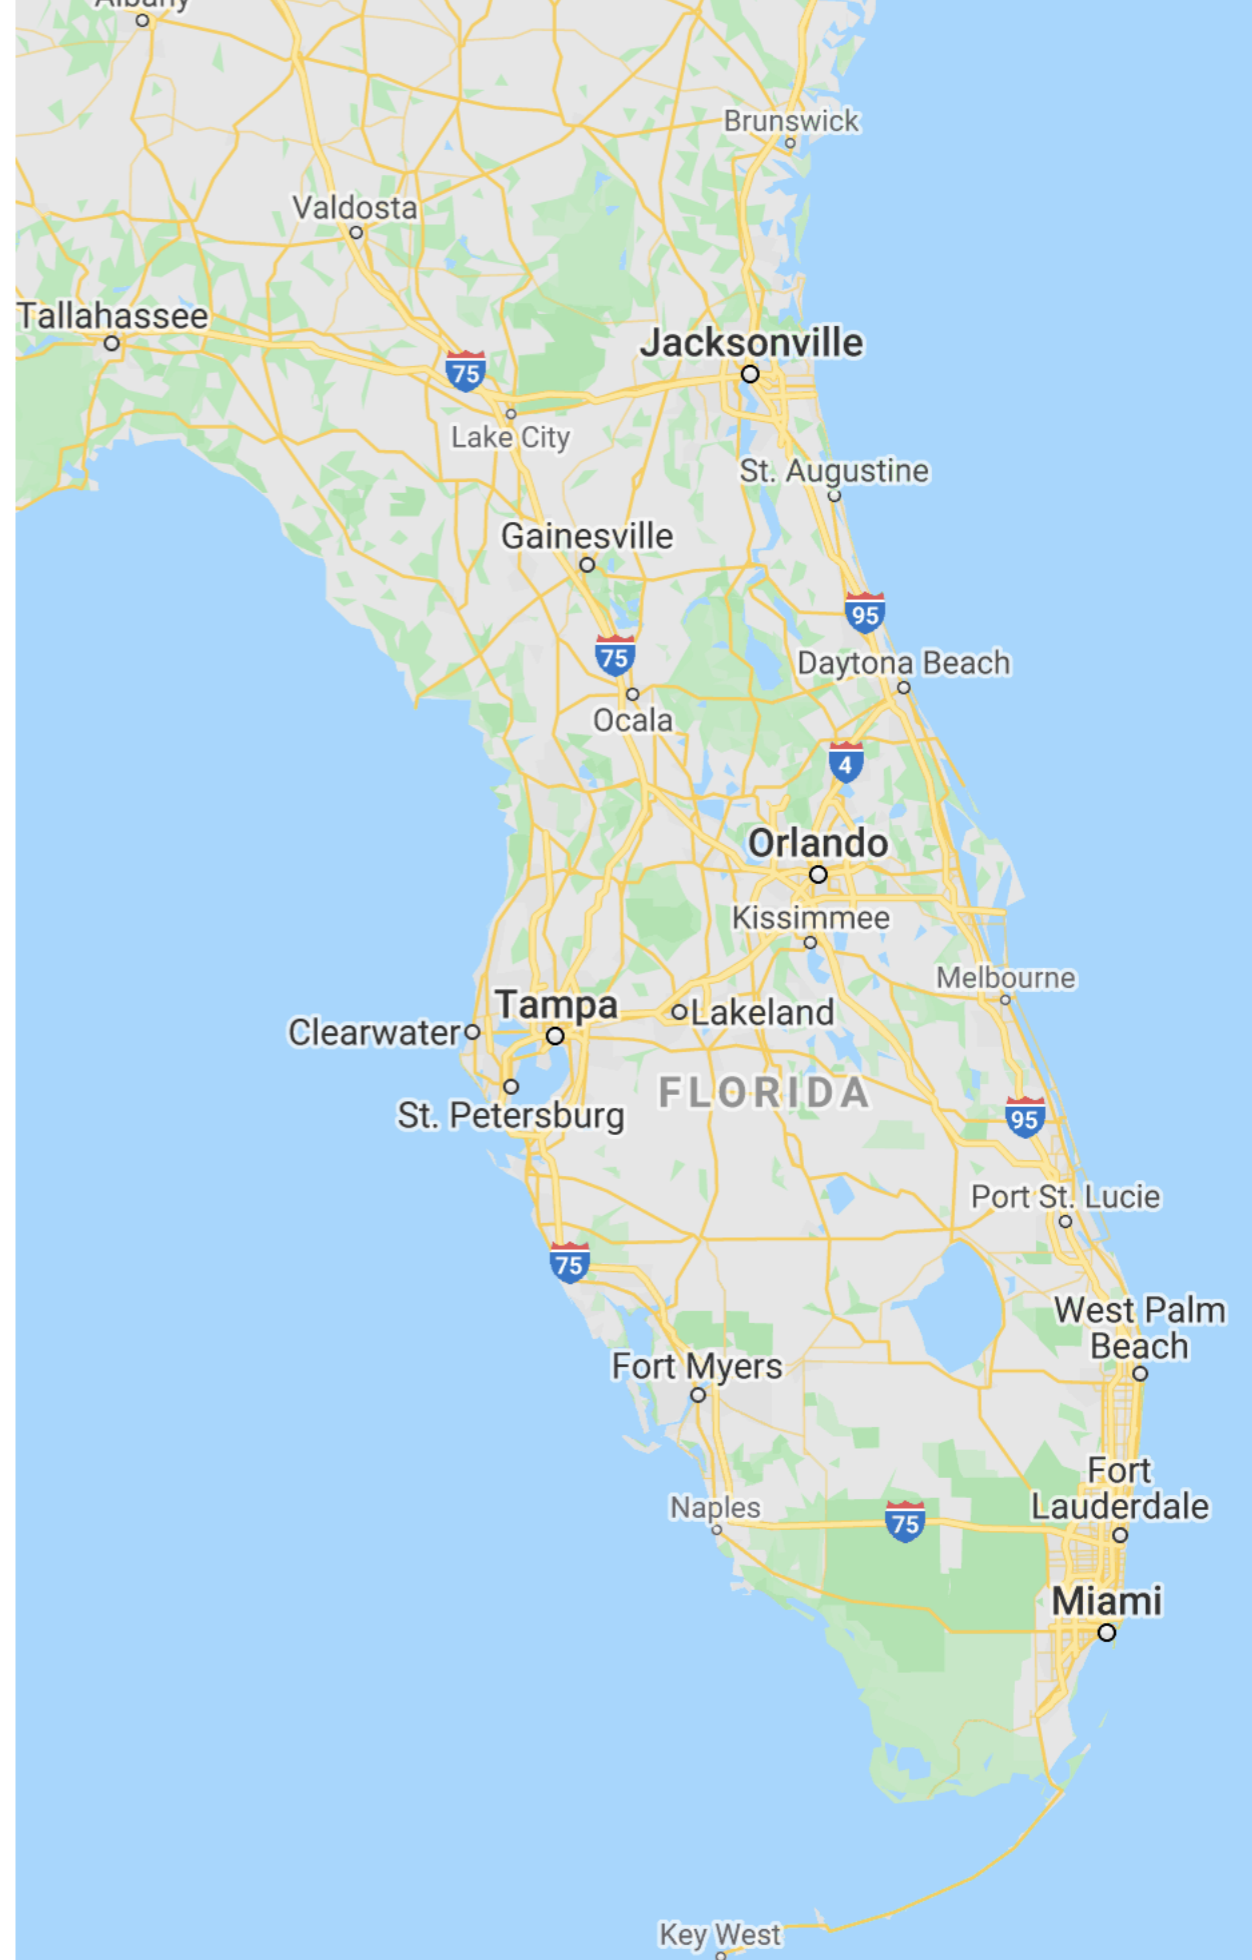 Albany
Brunswick
Valdosta
Tallahassee
Jacksonville
75
Lake City
St. Augustine
Gainesville
95
75
Daytona Beach
Ocala
4
Orlando
Kissimmee
Melbourne
Tampa
Lakeland
Clearwater
FLORIDA
St. Petersburg
95
Port St. Lucie
75
West Palm
Beach
Fort Myers
Fort
Lauderdale
Naples
75
Miami
Key West